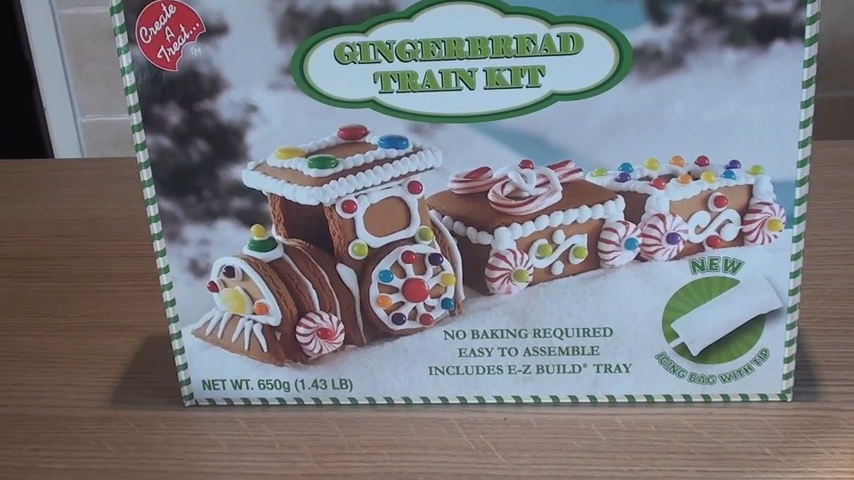 Create
A
Treat...
TM
GINGERBREAD
TRAIN KIT
NEW
ICING BAG WITH TIP
NO BAKING REQUIRED
EASY TO ASSEMBLE
INCLUDES E-Z BUILD® TRAY
NET WT. 650g (1.43 LB)